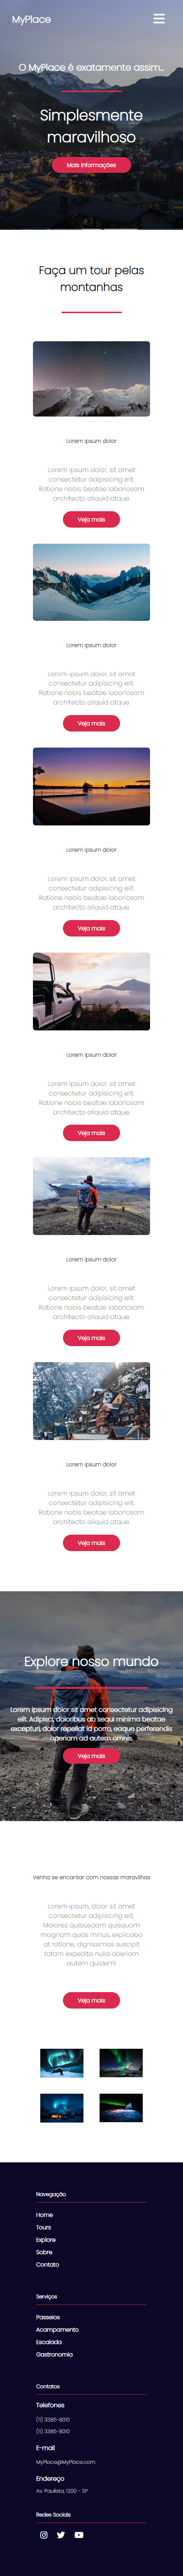 MyPlace
O MyPlace é exatamente assim...
Simplesmente
maravilhoso
Mais informações
Faça um tour pelas
montanhas
Lorem ipsum dolor
Lorem ipsum dolor, sit amet
consectetur adipisicing elit.
Ratione nobis beatae laboriosam
architecto aliquid atque.
Veja mais
Lorem ipsum dolor
Lorem ipsum dolor, sit amet
consectetur adipisicing elit.
Ratione nobis beatae laboriosam
architecto aliquid atque.
Veja mais
Lorem ipsum dolor
Lorem ipsum dolor, sit amet
consectetur adipisicing elit.
Ratione nobis beatae laboriosam
architecto aliquid atque.
Veja mais
Lorem ipsum dolor
Lorem ipsum dolor, sit amet
consectetur adipisicing elit.
Ratione nobis beatae laboriosam
architecto aliquid atque.
Veja mais
Lorem ipsum dolor
Lorem ipsum dolor, sit amet
consectetur adipisicing elit.
Ratione nobis beatae laboriosam
architecto aliquid atque.
Veja mais
Lorem ipsum dolor
Lorem ipsum dolor, sit amet
consectetur adipisicing elit.
Ratione nobis beatae laboriosam
architecto aliquid atque.
Veja mais
Explore nosso mundo
Lorem ipsum dolor sit amet consectetur adipisicing
elit. Adipisci, doloribus ab sequi minima beatae
excepturi, dolor repellat id porro, eaque perferendis
aperiam ad autem omnis.
Veja mais
Venha se encantar com nossas maravilhas
Lorem ipsum, dolor sit amet
consectetur adipisicing elit.
Maiores quibusdam quisquam
magnam quas minus, explicabo
at ratione, dignissimos suscipit
totam expedita nulla aperiam
autem quidem!
Veja mais
Navegação
Home
Tours
Explore
Sobre
Contato
Serviços
Passeios
Acampamento
Escalada
Gastronomia
Contatos
Telefones
(11) 3385-8010
(11) 3385-8010
E-mail
MyPlace@MyPlace.com
Endereço
Av. Paulista, 1200 - SP
Redes Sociais